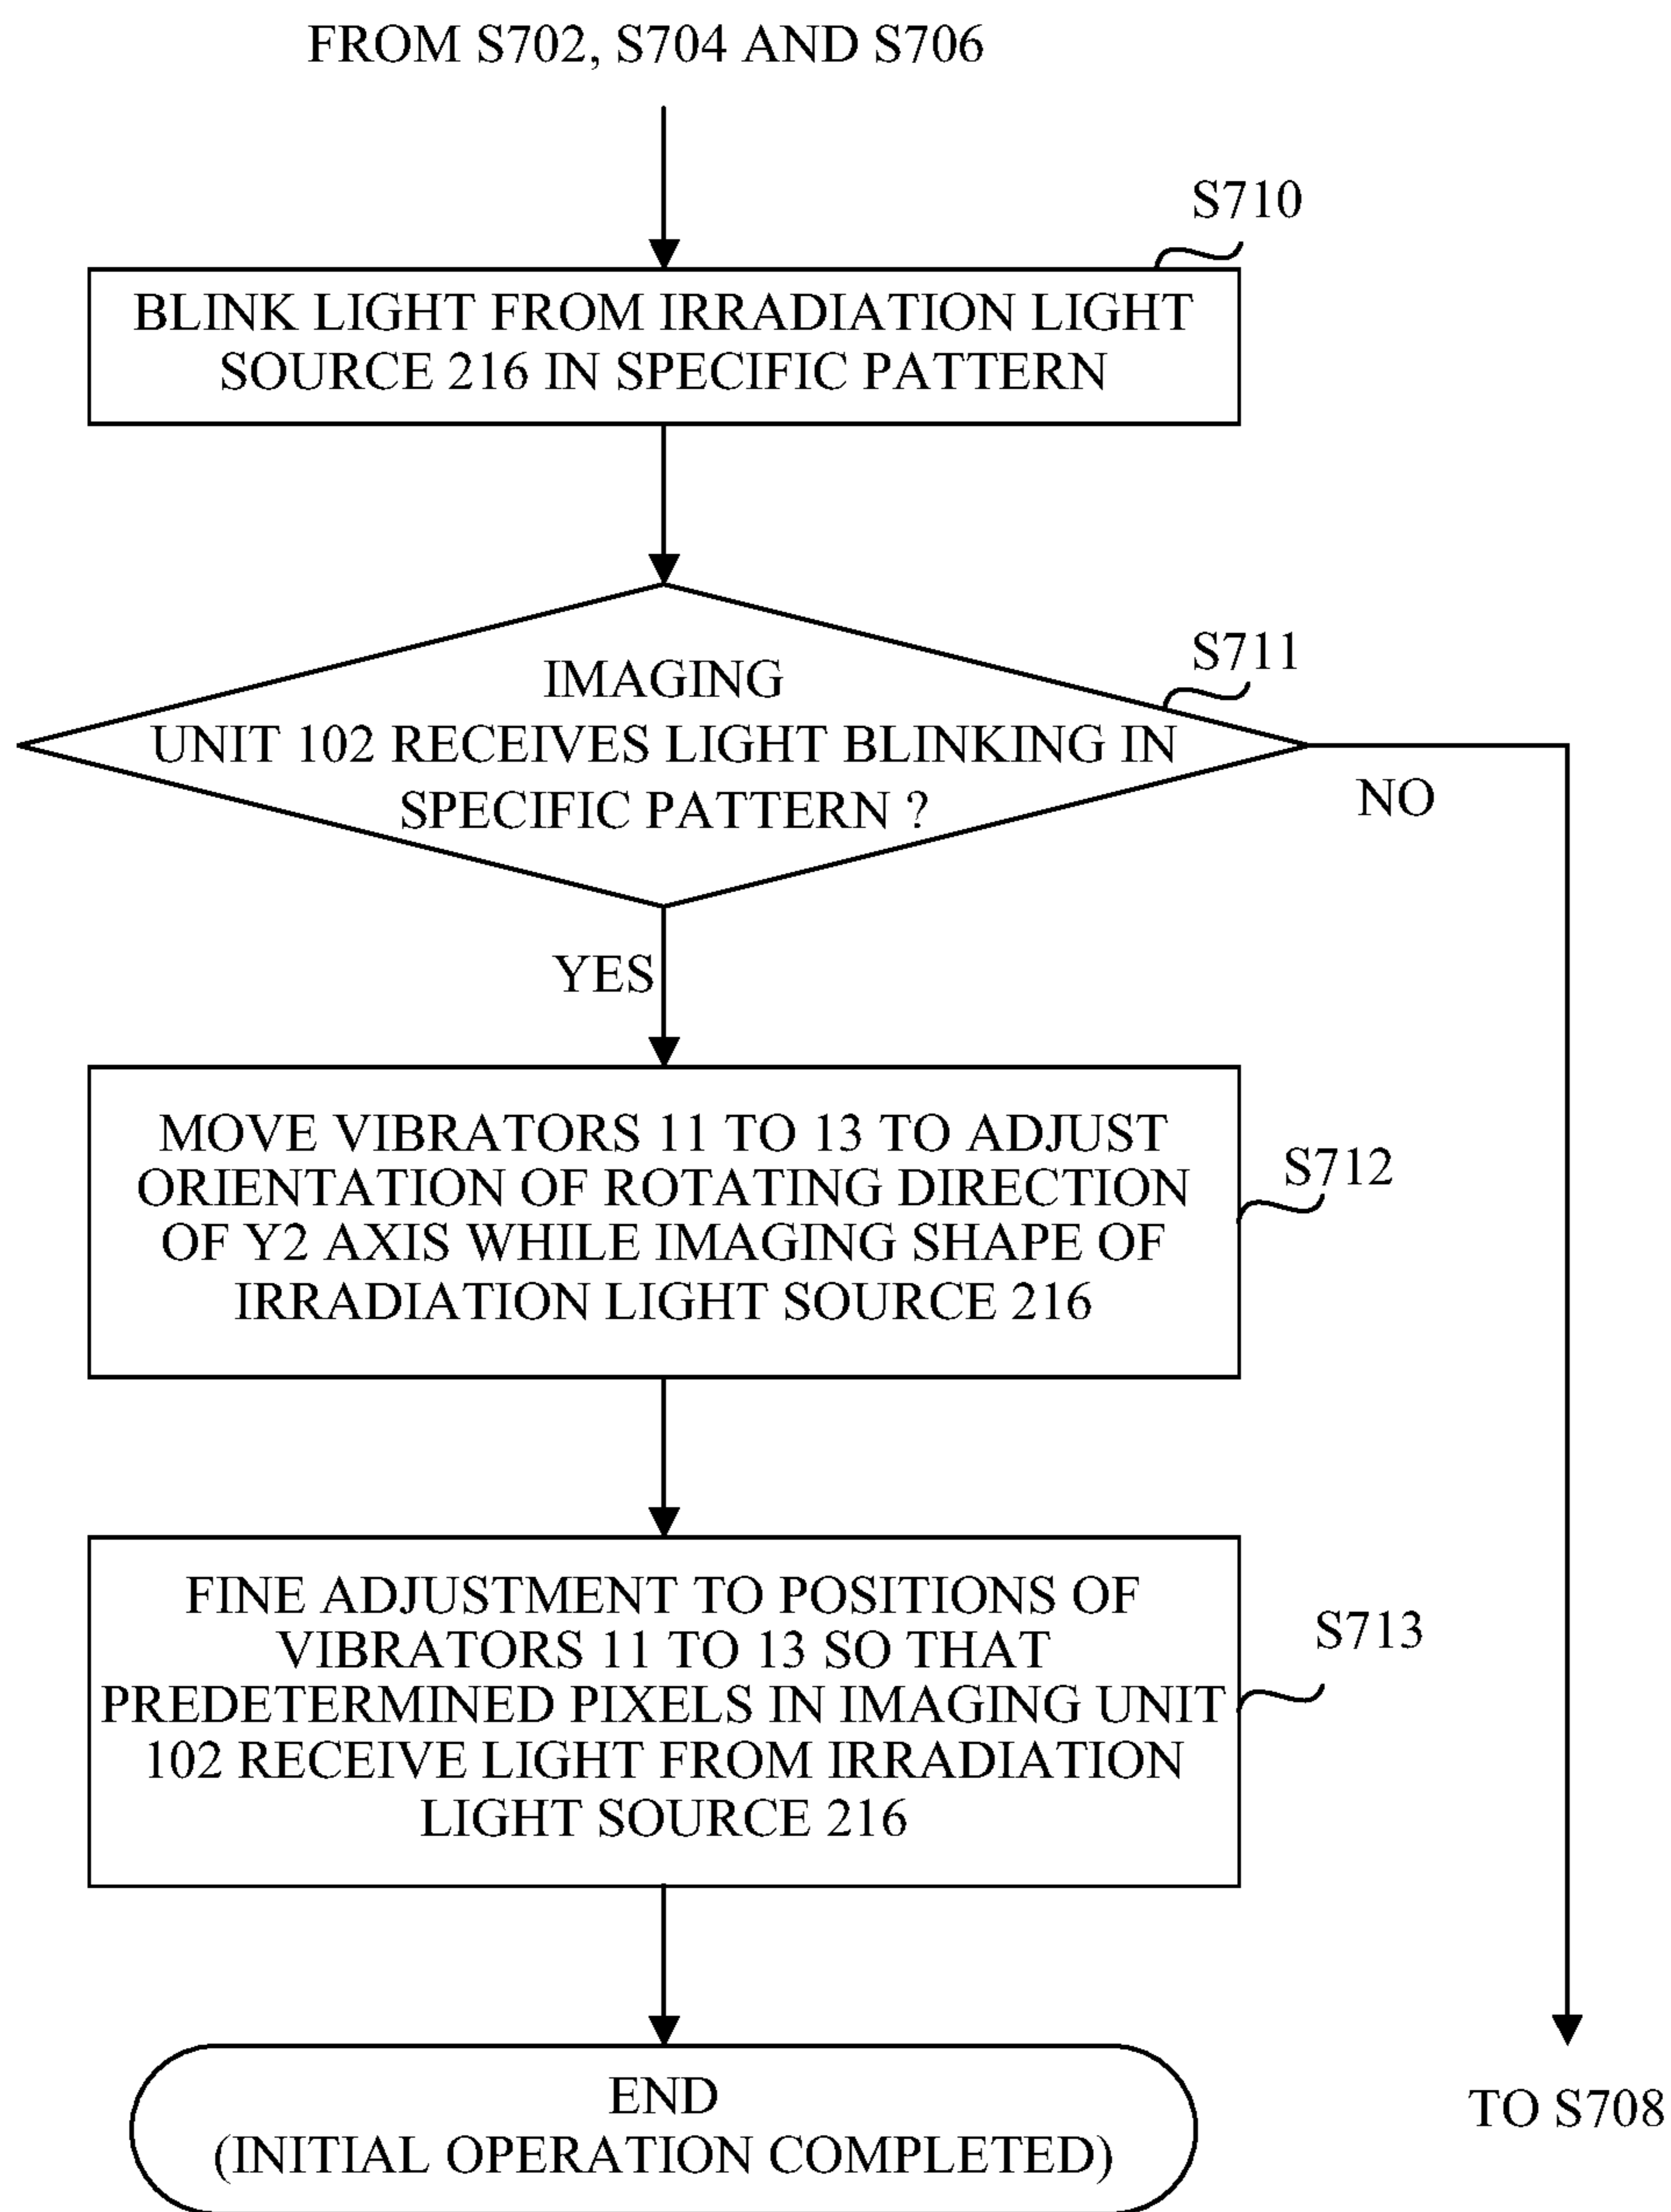 FROM S702, S704 AND S706
S710
BLINK LIGHT FROM IRRADIATION LIGHT
SOURCE 216 IN SPECIFIC PATTERN
S711
IMAGING
UNIT 102 RECEIVES LIGHT BLINKING IN
SPECIFIC PATTERN ?
NO
YES
MOVE VIBRATORS 11 TO 13 TO ADJUST
ORIENTATION OF ROTATING DIRECTION
OF Y2 AXIS WHILE IMAGING SHAPE OF
IRRADIATION LIGHT SOURCE 216
S712
FINE ADJUSTMENT TO POSITIONS OF
VIBRATORS 11 TO 13 SO THAT
PREDETERMINED PIXELS IN IMAGING UNIT
102 RECEIVE LIGHT FROM IRRADIATION
LIGHT SOURCE 216
S713
END
(INITIAL OPERATION COMPLETED)
TO S708